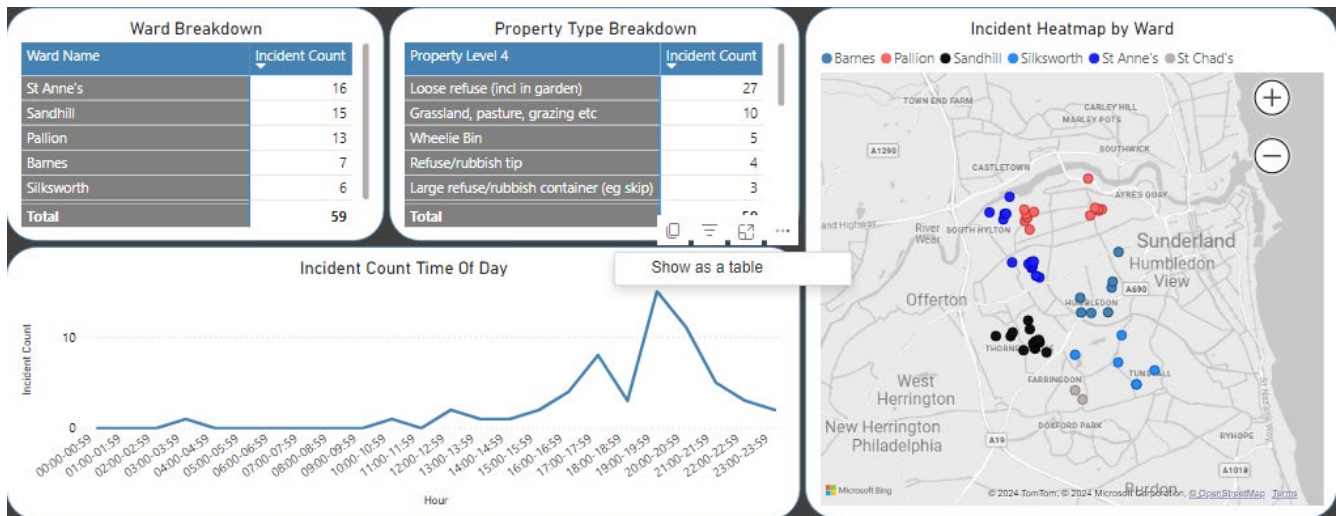 Ward Breakdown
Ward Name Incident Count
St Anne's 16
Sandhill 15
Pallion 13
Barnes 7
Silksworth 6
Total 59
Property Type Breakdown
Property Level 4 Incident Count
Loose refuse (incl in garden) 27
Grassland, pasture, grazing etc 10
Wheelie Bin 5
Refuse/rubbish tip 4
Large refuse/rubbish container (eg skip) 3
Total
Show as a table
Incident Count Time Of Day
Incident Count
10
0
00:00-00:59
01:00-01:59
02:00-02:59
03:00-03:59
04:00-04:59
05:00-05:59
06:00-06:59
07:00-07:59
08:00-08:59
09:00-09:59
10:00-10:59
11:00-11:59
12:00-12:59
13:00-13:59
14:00-14:59
15:00-15:59
16:00-16:59
17:00-17:59
18:00-18:59
19:00-19:59
20:00-20:59
21:00-21:59
22:00-22:59
23:00-23:59
Hour
Incident Heatmap by Ward
Barnes Pallion Sandhill Silksworth St Anne's St Chad's
TOWN END FARM
CARLEY HILL
MARLEY POTS
A1290
SOUTHWICK
CASTLETOWN
AYRE'S QUAY
and Highway
River
Wear
SOUTH HYLTON
Sunderland
Humbledon
View
A690
Offerton
HUMBLEDON
West
Herrington
FARRINGDON
New Herrington
Philadelphia
DOXFORD PARK
A19
RYHOPE
A1018
Burdon
Microsoft Bing
© 2024 TomTom, © 2024 Microsoft Corporation, © OpenStreetMap Terms